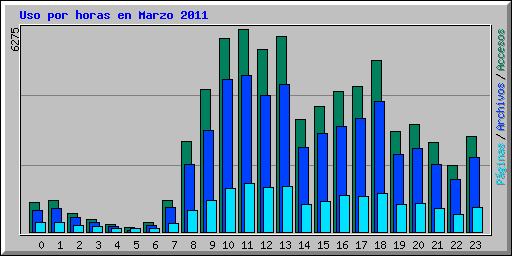 Uso por horas en Marzo 2011
6275
Páginas / Archivos / Accesos
0 1 2 3 4 5 6 7 8 9 10 11 12 13 14 15 16 17 18 19 20 21 22 23